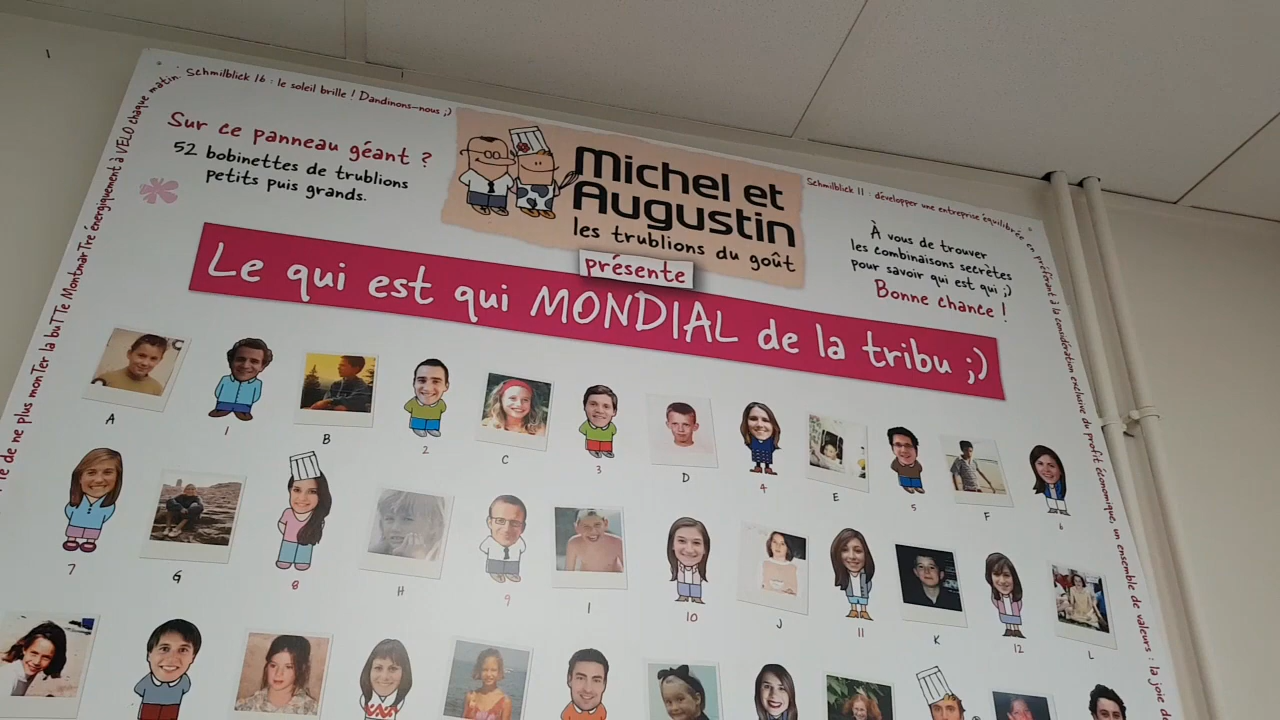 Schmilblick 16 : le soleil brille ! Dandinons-nous ;)
Sur ce panneau géant ?
52 bobinettes de trublions
petits puis grands.
Michel et
Augustin
les trublions du goût
présente
Schmilblick 11 : développer une entreprise équilibrée en préférant à la considération exclusive du profit économique, un ensemble de valeurs : la joie de
À vous de trouver
les combinaisons secrètes
pour savoir qui est qui ;)
Bonne chance !
Le qui est qui MONDIAL de la tribu ;)
de ne plus monTer la buTTe MontmarTre énergiquement à VELO chaque matin.
A 1 B 2 C 3 D 4 E 5 F 6
7 G 8 H 9 I 10 J 11 K 12 L